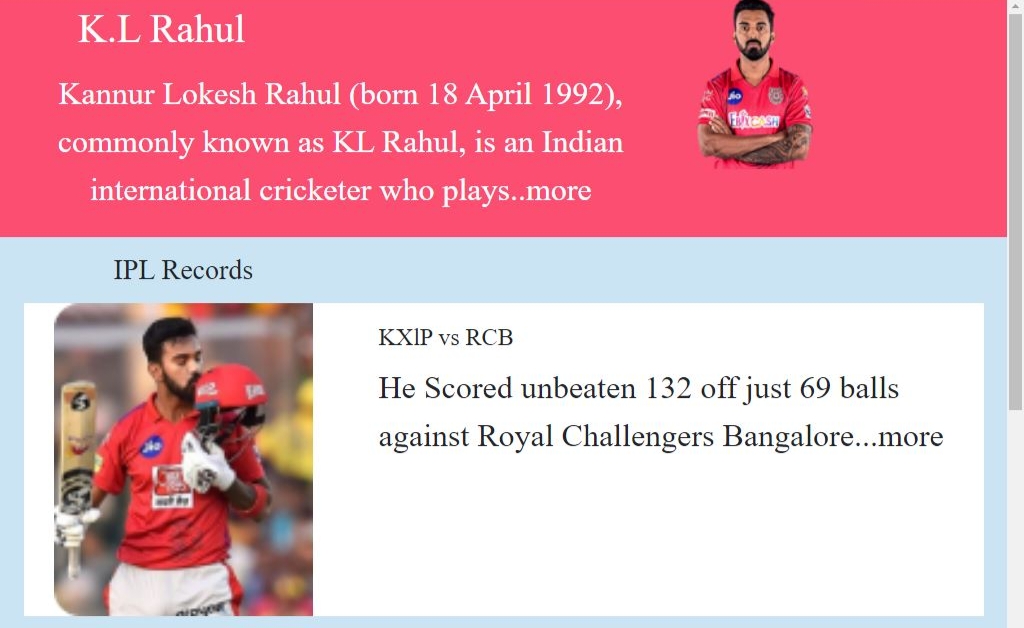 K.L Rahul
Kannur Lokesh Rahul (born 18 April 1992),
commonly known as KL Rahul, is an Indian
international cricketer who plays..more
Jio
IPL Records
KXlP vs RCB
He Scored unbeaten 132 off just 69 balls
against Royal Challengers Bangalore...more
Jio